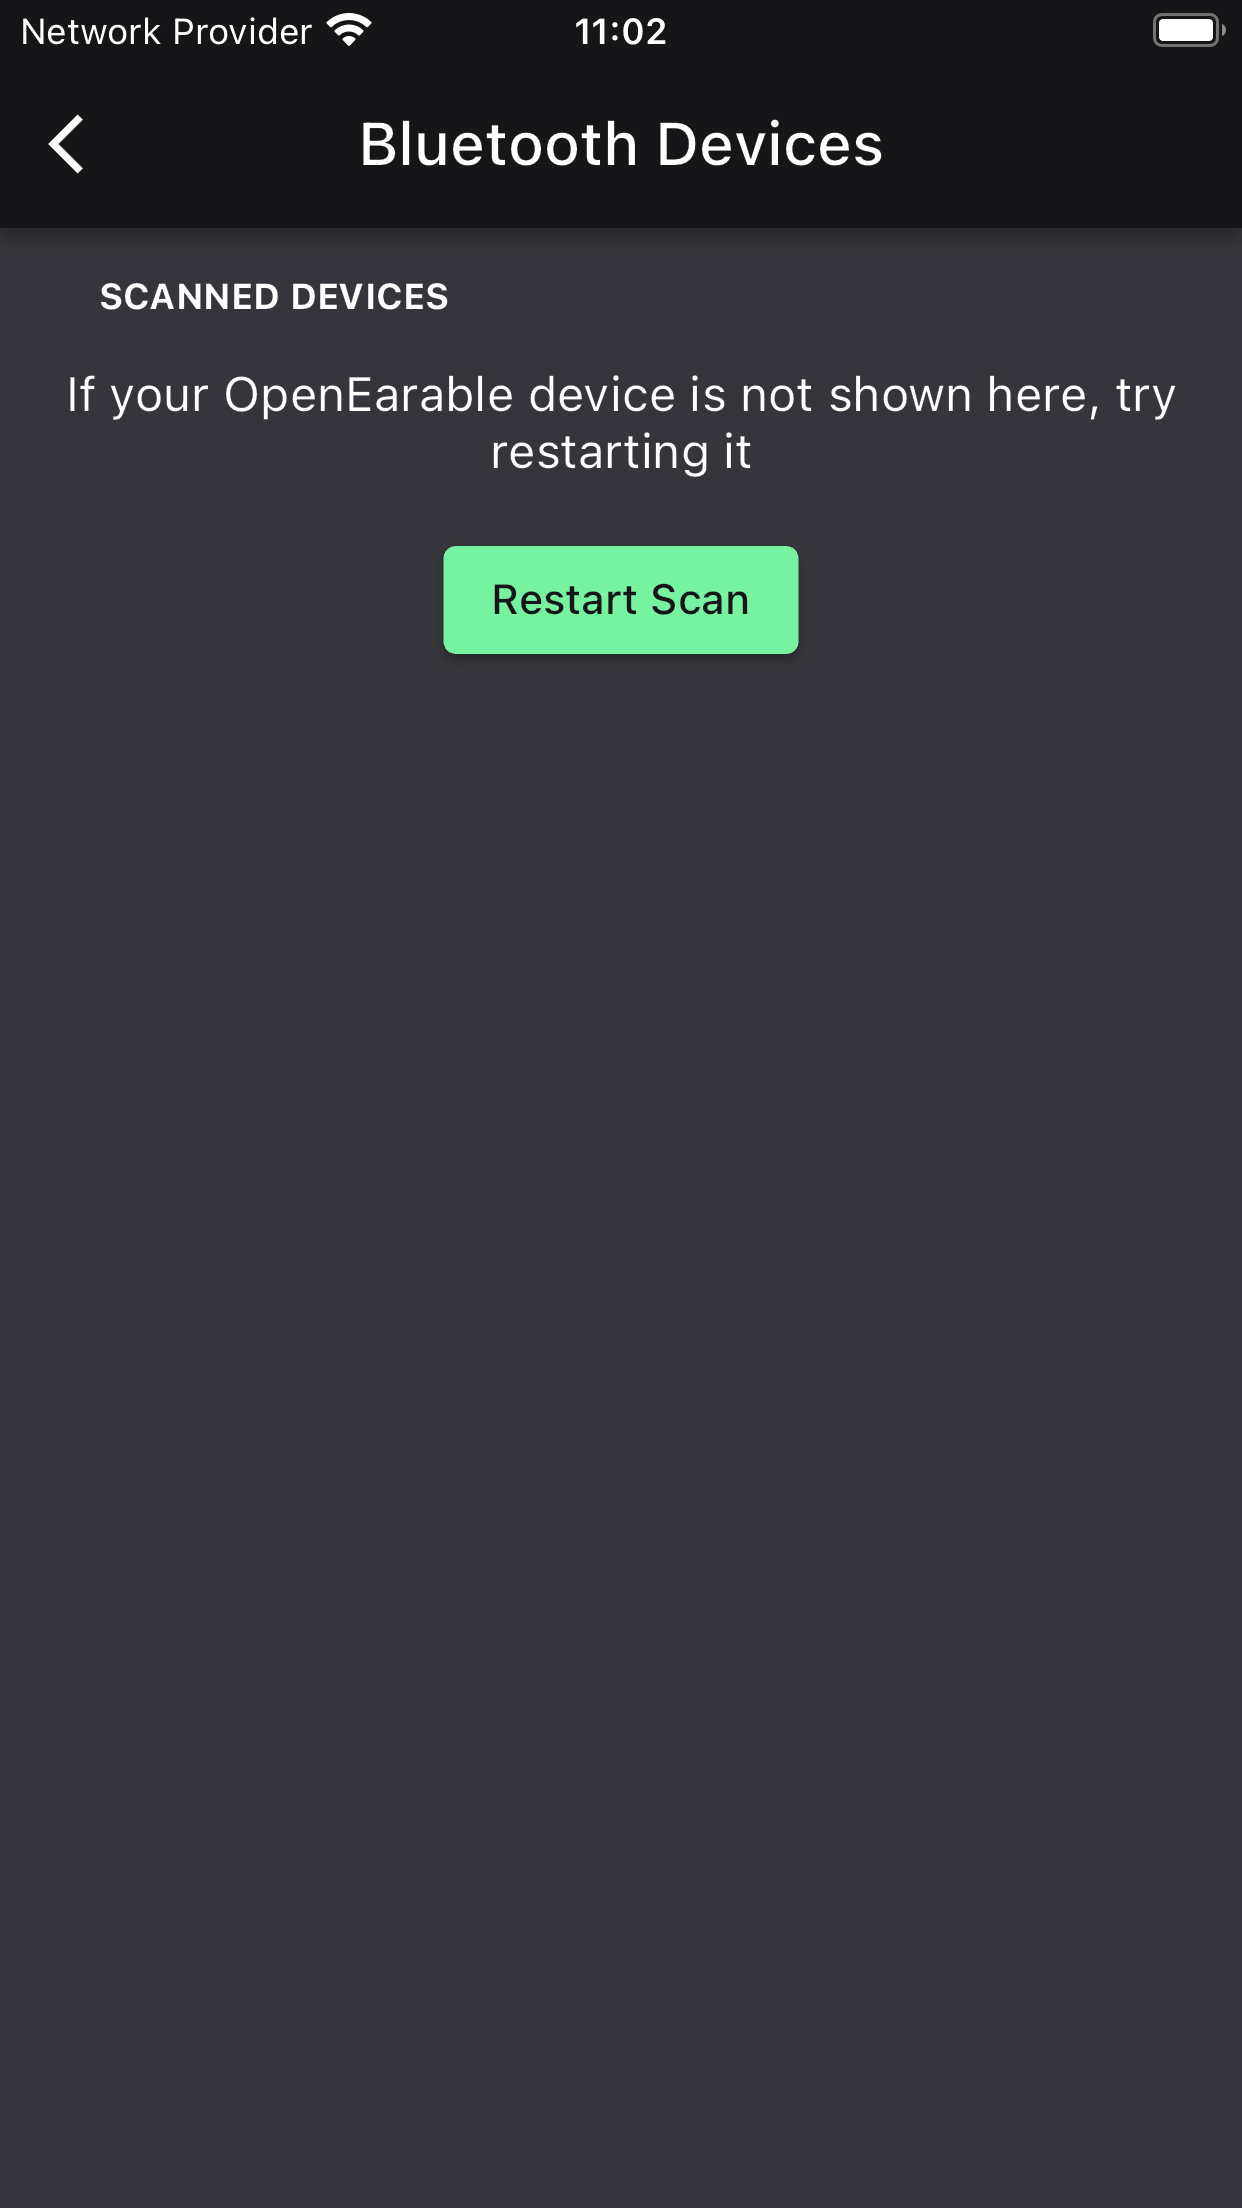 Network Provider 11:02
Bluetooth Devices
SCANNED DEVICES
If your OpenEarable device is not shown here, try
restarting it
Restart Scan